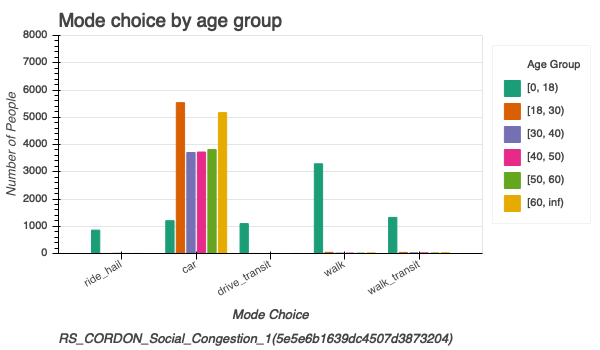 Mode choice by age group
8000
7000
6000
5000
4000
3000
2000
1000
0
Number of People
ride_hail
car
drive_transit
walk
walk_transit
Mode Choice
RS_CORDON_Social_Congestion_1(5e5e6b1639dc4507d3873204)
Age Group
[0, 18)
[18, 30)
[30, 40)
[40, 50)
[50, 60)
[60, inf)